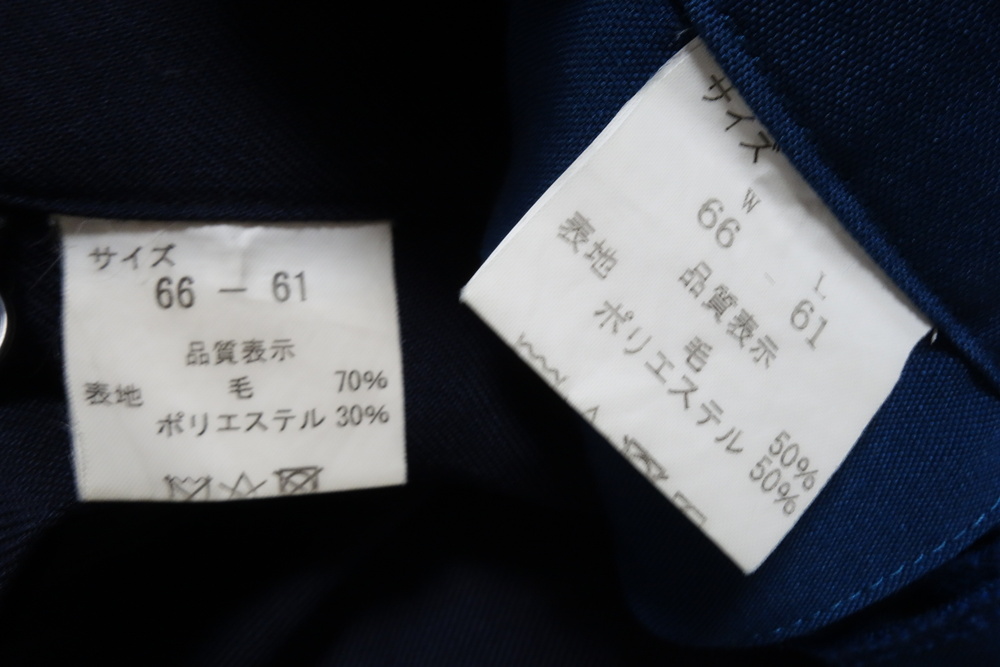 サイズ
66 － 61
品質表示
表地 毛 70%
ポリエステル 30%
サイズ
W L
66 - 61
品質表示
表地 毛 50%
ポリエステル 50%